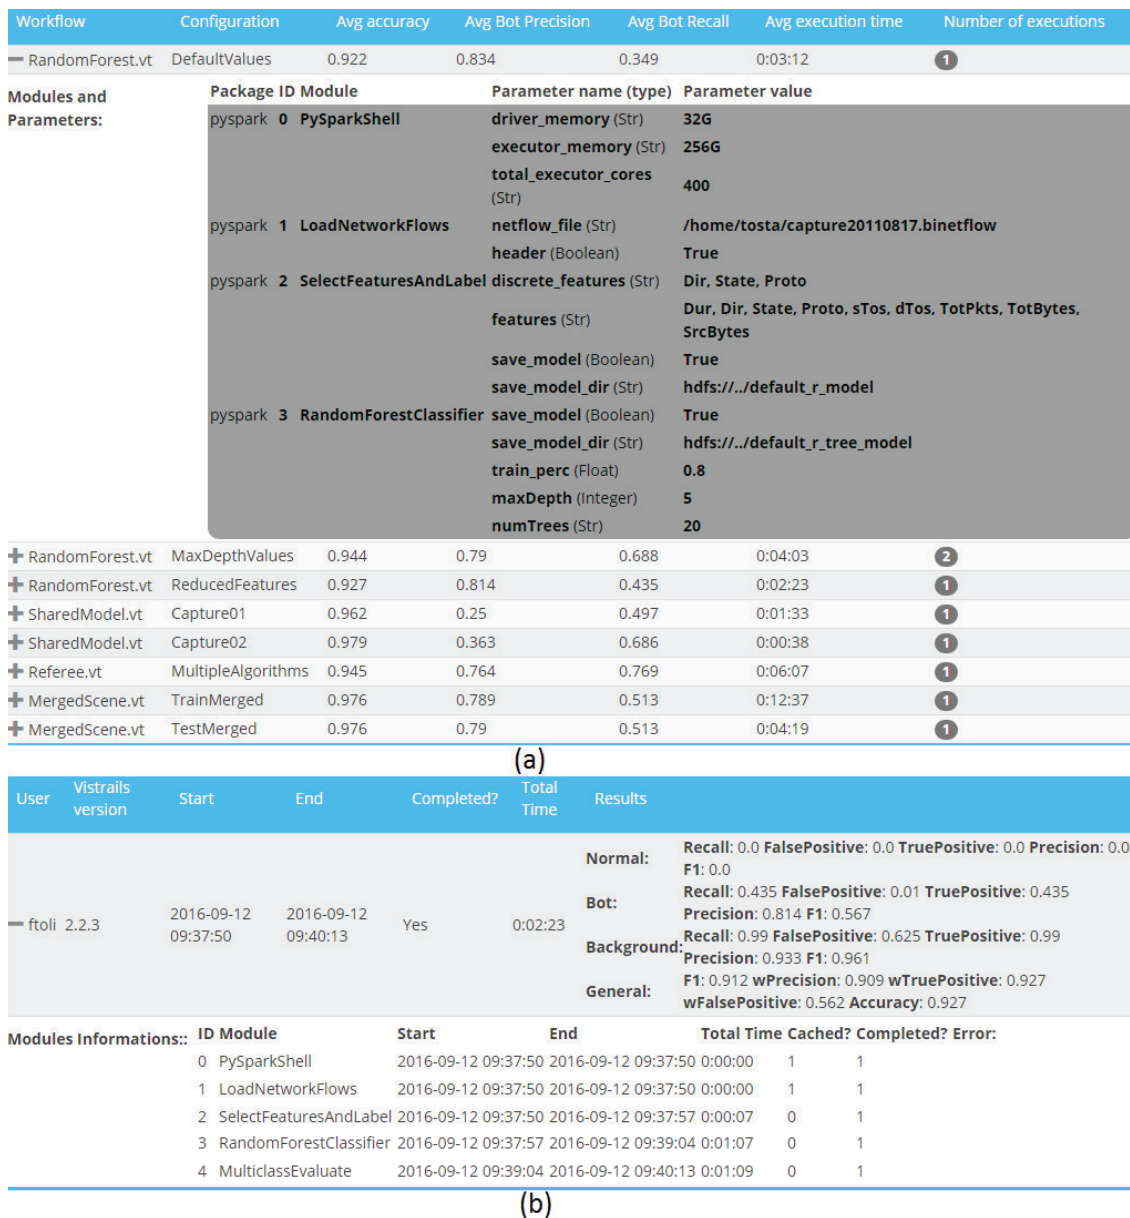 Workflow Configuration Avg accuracy Avg Bot Precision Avg Bot Recall Avg execution time Number of executions
RandomForest.vt DefaultValues 0.922 0.834 0.349 0:03:12 1
Modules and Parameters:
Package ID Module Parameter name (type) Parameter value
pyspark 0 PySparkShell driver_memory (Str) 32G
executor_memory (Str) 256G
total_executor_cores (Str) 400
pyspark 1 LoadNetworkFlows netflow_file (Str) /home/tosta/capture20110817.binetflow
header (Boolean) True
pyspark 2 SelectFeaturesAndLabel discrete_features (Str) Dir, State, Proto
features (Str) Dur, Dir, State, Proto, sTos, dTos, TotPkts, TotBytes, SrcBytes
save_model (Boolean) True
save_model_dir (Str) hdfs://../default_r_model
pyspark 3 RandomForestClassifier save_model (Boolean) True
save_model_dir (Str) hdfs://../default_r_tree_model
train_perc (Float) 0.8
maxDepth (Integer) 5
numTrees (Str) 20
RandomForest.vt MaxDepthValues 0.944 0.79 0.688 0:04:03 2
RandomForest.vt ReducedFeatures 0.927 0.814 0.435 0:02:23 1
SharedModel.vt Capture01 0.962 0.25 0.497 0:01:33 1
SharedModel.vt Capture02 0.979 0.363 0.686 0:00:38 1
Referee.vt MultipleAlgorithms 0.945 0.764 0.769 0:06:07 1
MergedScene.vt TrainMerged 0.976 0.789 0.513 0:12:37 1
MergedScene.vt TestMerged 0.976 0.79 0.513 0:04:19 1
(a)
User Vistrails version Start End Completed? Total Time Results
ftoli 2.2.3 2016-09-12 09:37:50 2016-09-12 09:40:13 Yes 0:02:23
Normal: Recall: 0.0 FalsePositive: 0.0 TruePositive: 0.0 Precision: 0.0
F1: 0.0
Bot: Recall: 0.435 FalsePositive: 0.01 TruePositive: 0.435
Precision: 0.814 F1: 0.567
Background: Recall: 0.99 FalsePositive: 0.625 TruePositive: 0.99
Precision: 0.933 F1: 0.961
General: F1: 0.912 wPrecision: 0.909 wTruePositive: 0.927
wFalsePositive: 0.562 Accuracy: 0.927
Modules Informations:: ID Module Start End Total Time Cached? Completed? Error:
0 PySparkShell 2016-09-12 09:37:50 2016-09-12 09:37:50 0:00:00 1 1
1 LoadNetworkFlows 2016-09-12 09:37:50 2016-09-12 09:37:50 0:00:00 1 1
2 SelectFeaturesAndLabel 2016-09-12 09:37:50 2016-09-12 09:37:57 0:00:07 0 1
3 RandomForestClassifier 2016-09-12 09:37:57 2016-09-12 09:39:04 0:01:07 0 1
4 MulticlassEvaluate 2016-09-12 09:39:04 2016-09-12 09:40:13 0:01:09 0 1
(b)